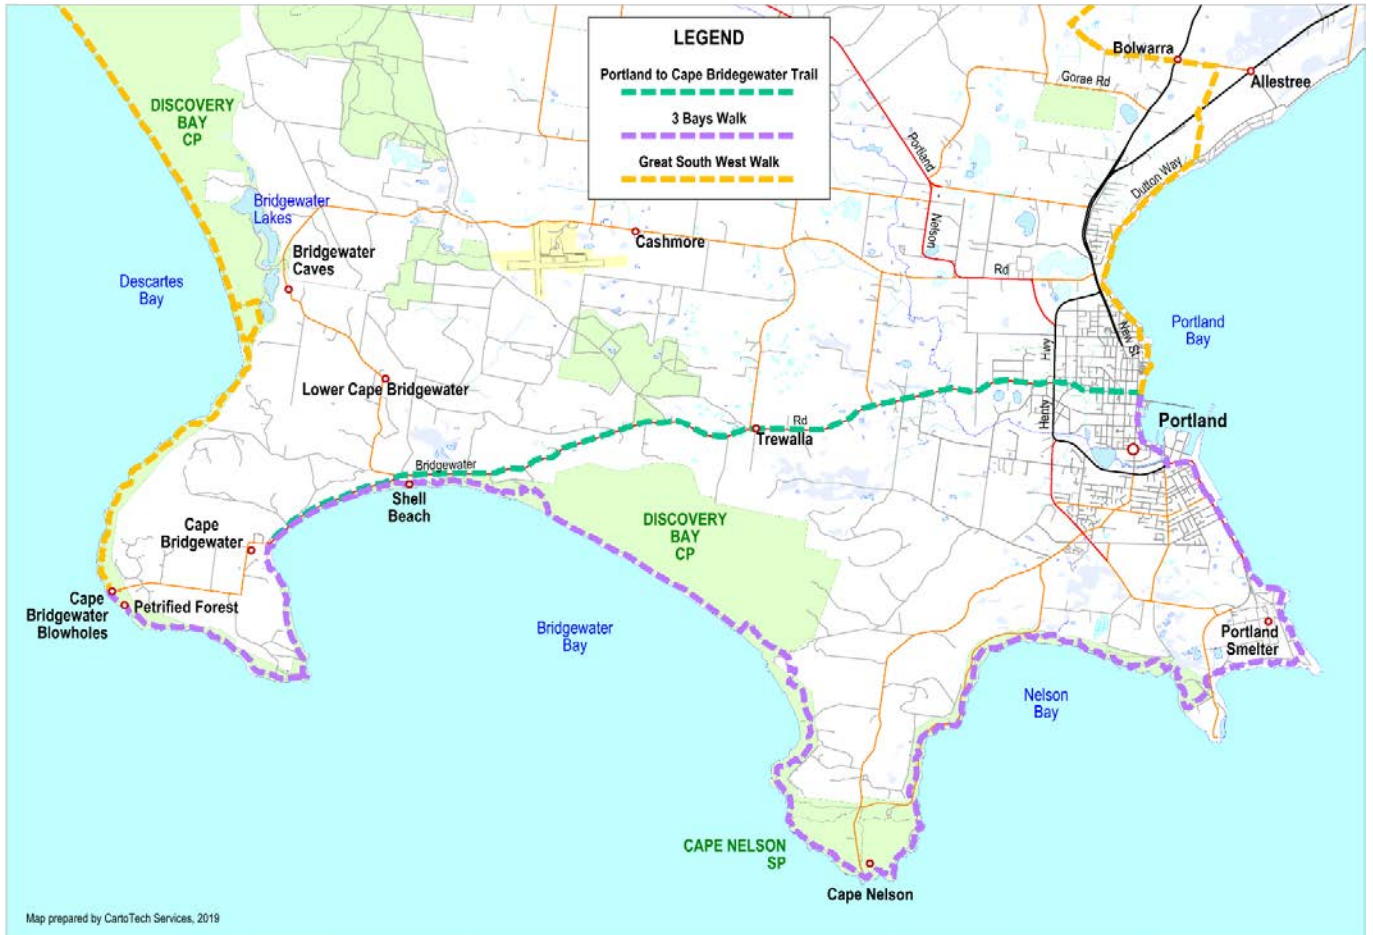 LEGEND
Portland to Cape Bridegewater Trail
3 Bays Walk
Great South West Walk
Bolwarra
Allestree
Gorae Rd
DISCOVERY
BAY
CP
Portland
Dutton Way
Bridgewater
Lakes
Nelson
Cashmore
Bridgewater
Caves
Rd
Descartes
Bay
Portland
Bay
New St
Hwy
Lower Cape Bridgewater
Henty
Rd
Portland
Trewalla
Bridgewater
Shell
Beach
DISCOVERY
BAY
CP
Cape
Bridgewater
Cape
Bridgewater
Blowholes
Petrified Forest
Bridgewater
Bay
Portland
Smelter
Nelson
Bay
CAPE NELSON
SP
Cape Nelson
Map prepared by CartoTech Services, 2019